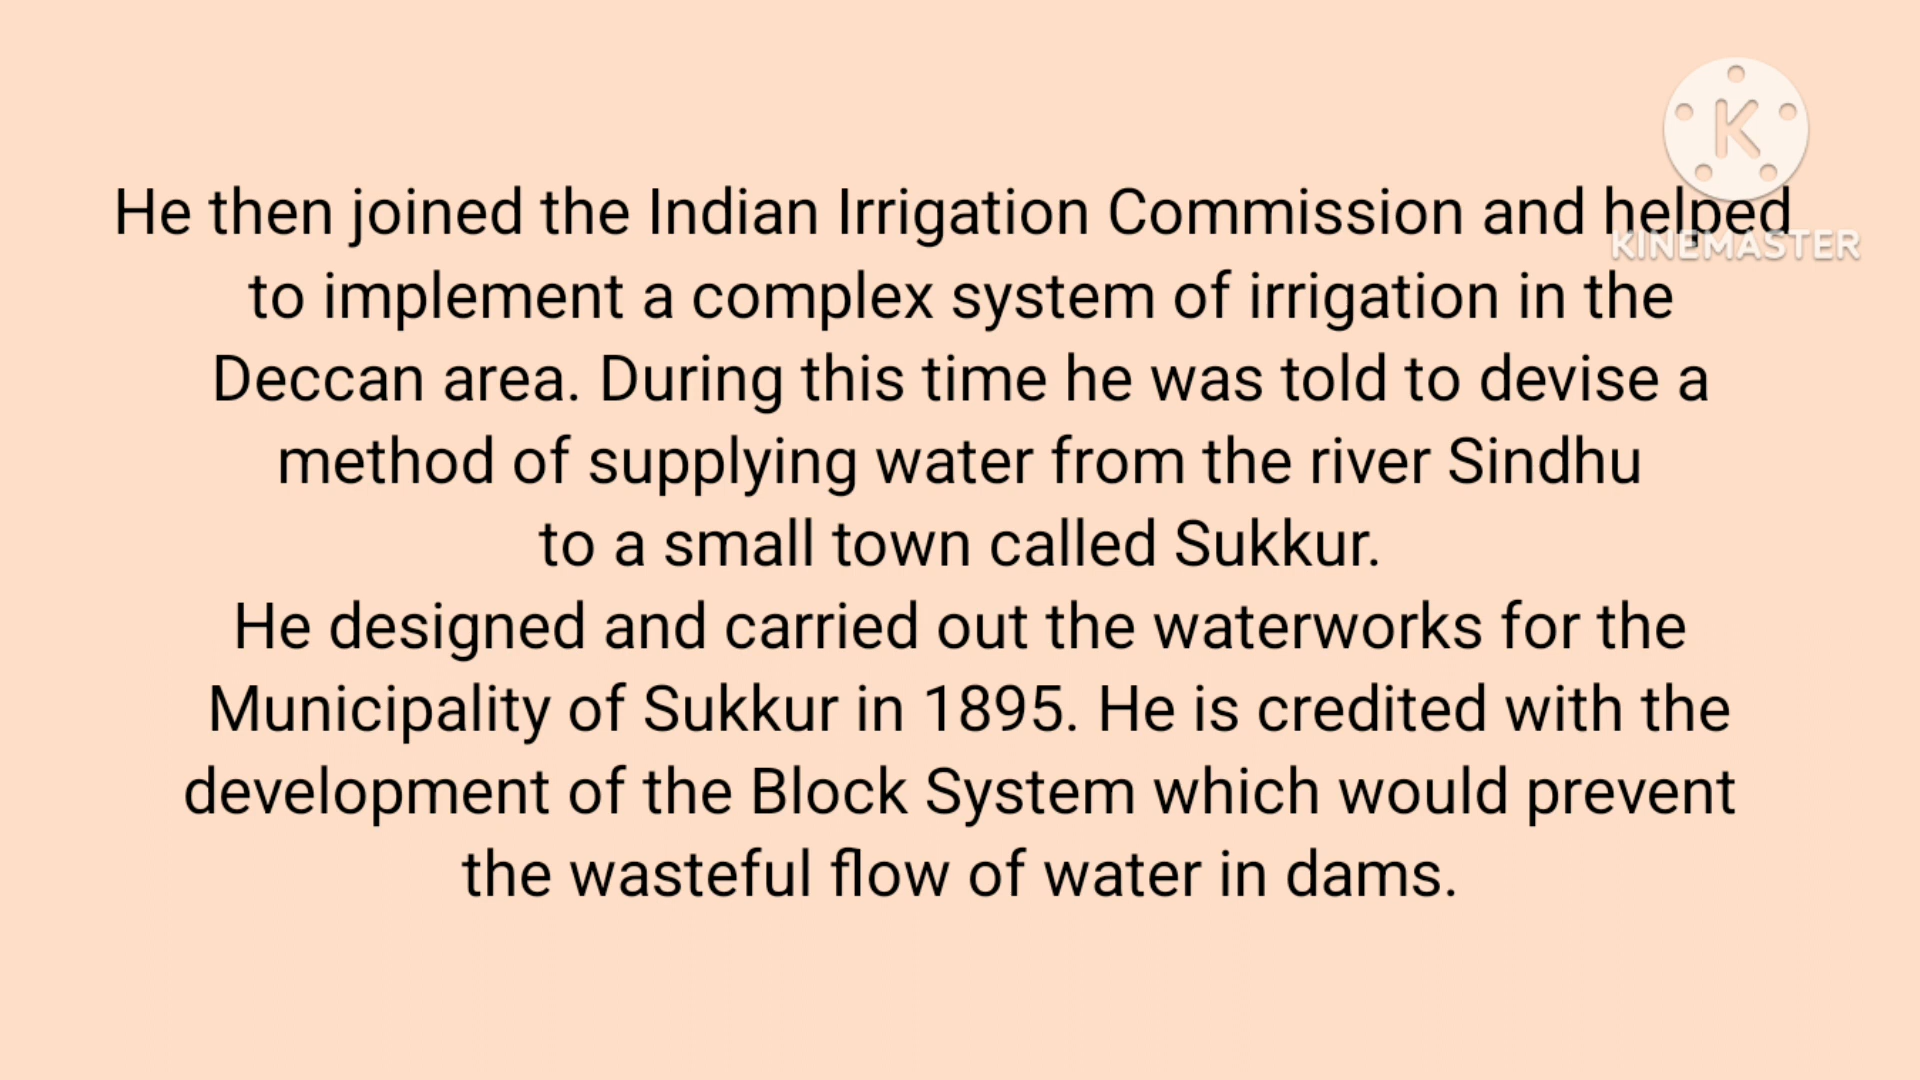 K
KINEMASTER
He then joined the Indian Irrigation Commission and helped
to implement a complex system of irrigation in the
Deccan area. During this time he was told to devise a
method of supplying water from the river Sindhu
to a small town called Sukkur.
He designed and carried out the waterworks for the
Municipality of Sukkur in 1895. He is credited with the
development of the Block System which would prevent
the wasteful flow of water in dams.